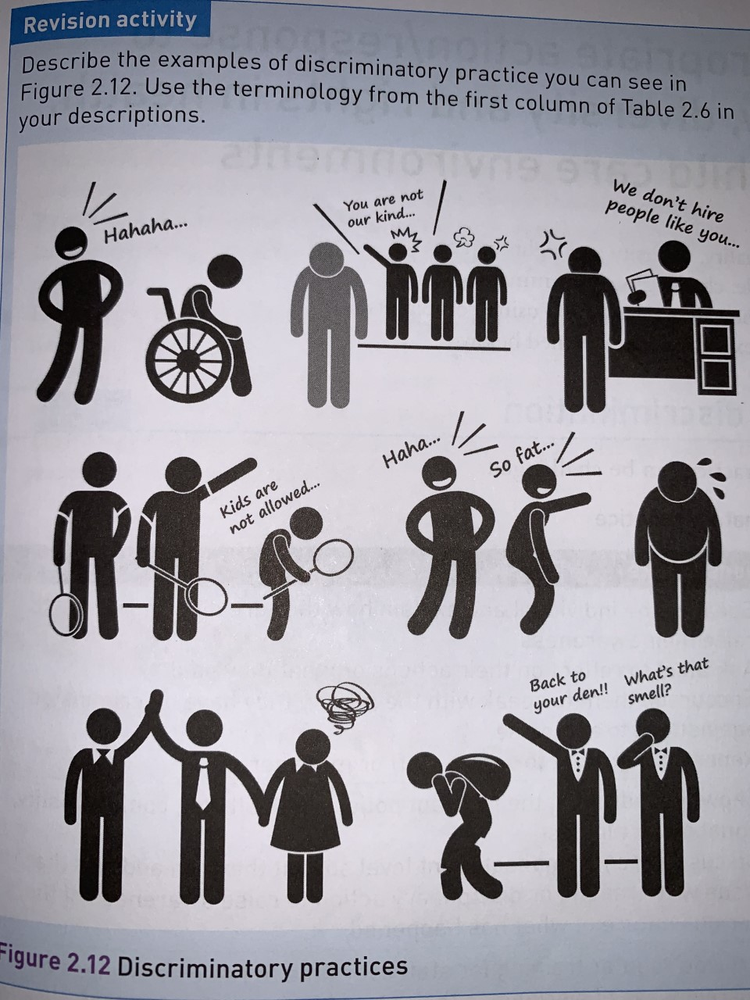 Revision activity
Describe the examples of discriminatory practice you can see in
Figure 2.12. Use the terminology from the first column of Table 2.6 in
your descriptions.
Hahaha...
You are not
our kind...
We don't hire
people like you...
Kids are
not allowed...
Haha...
So fat...
Back to
your den!!
What's that
smell?
Figure 2.12 Discriminatory practices